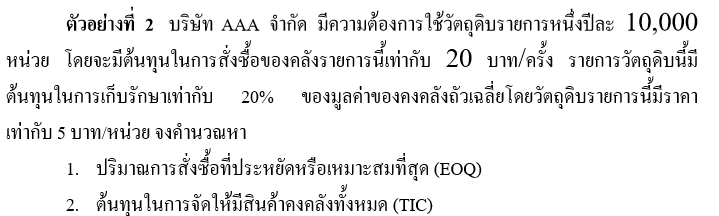 ตัวอย่างที่ 2 บริษัท AAA จำกัด มีความต้องการใช้วัตถุดิบรายการหนึ่งปีละ 10,000
หน่วย โดยจะมีต้นทุนในการสั่งซื้อของคลังรายการนี้เท่ากับ 20 บาท/ครั้ง รายการวัตถุดิบนี้มี
ต้นทุนในการเก็บรักษาเท่ากับ 20% ของมูลค่าของคงคลังถัวเฉลี่ยโดยวัตถุดิบรายการนี้มีราคา
เท่ากับ 5 บาท/หน่วย จงคำนวณหา
1. ปริมาณการสั่งซื้อที่ประหยัดหรือเหมาะสมที่สุด (EOQ)
2. ต้นทุนในการจัดให้มีสินค้าคงคลังทั้งหมด (TIC)